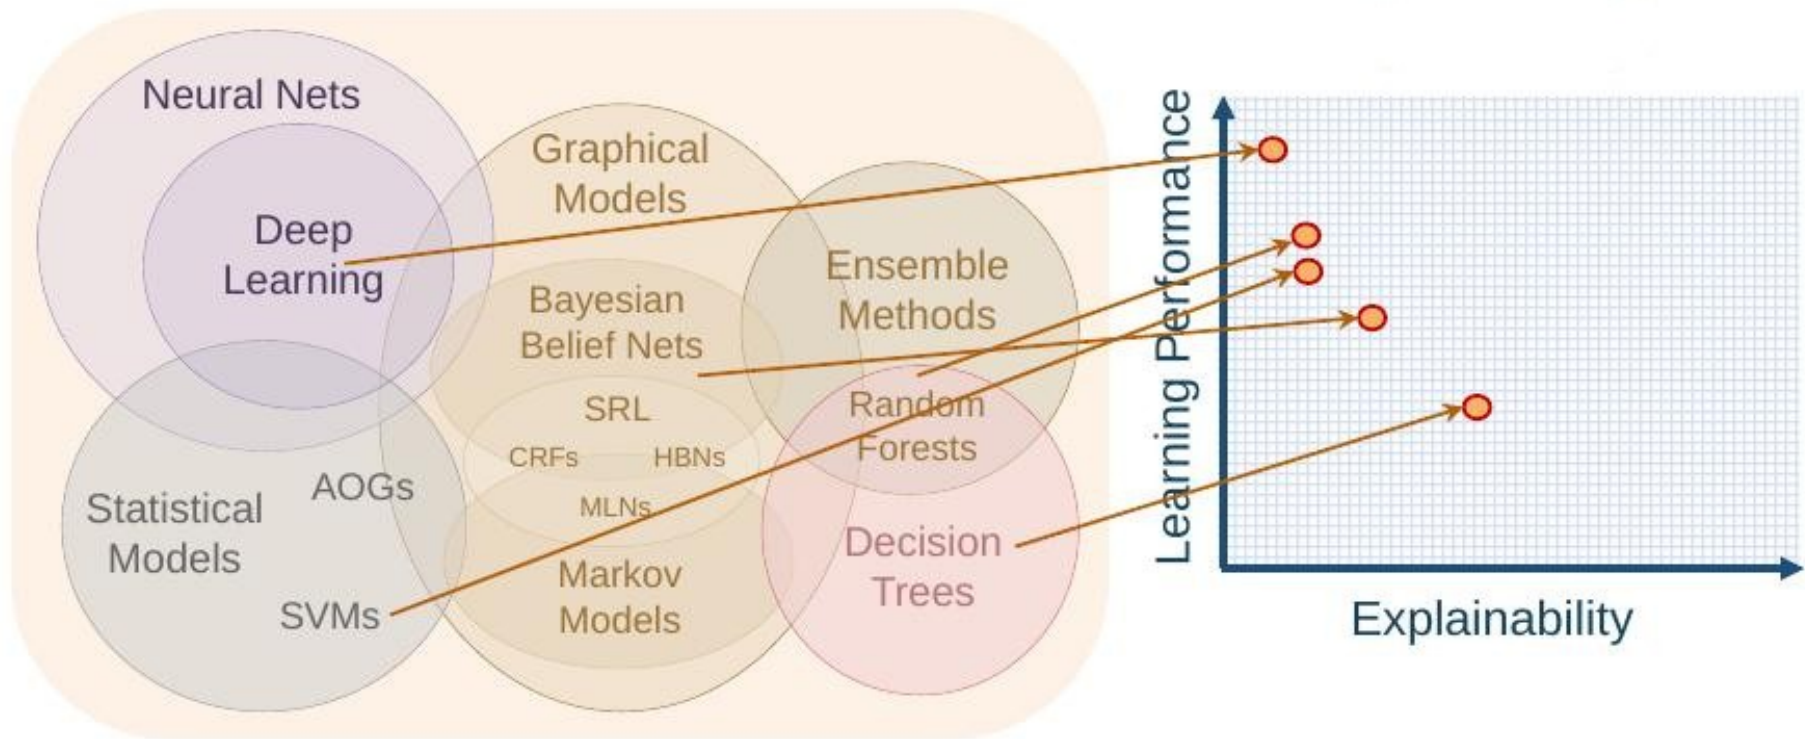 Neural Nets
Deep
Learning
Graphical
Models
Ensemble
Methods
Bayesian
Belief Nets
SRL
CRFs
HBNs
MLNs
Markov
Models
Random
Forests
Decision
Trees
Statistical
Models
AOGs
SVMs
Learning Performance
Explainability